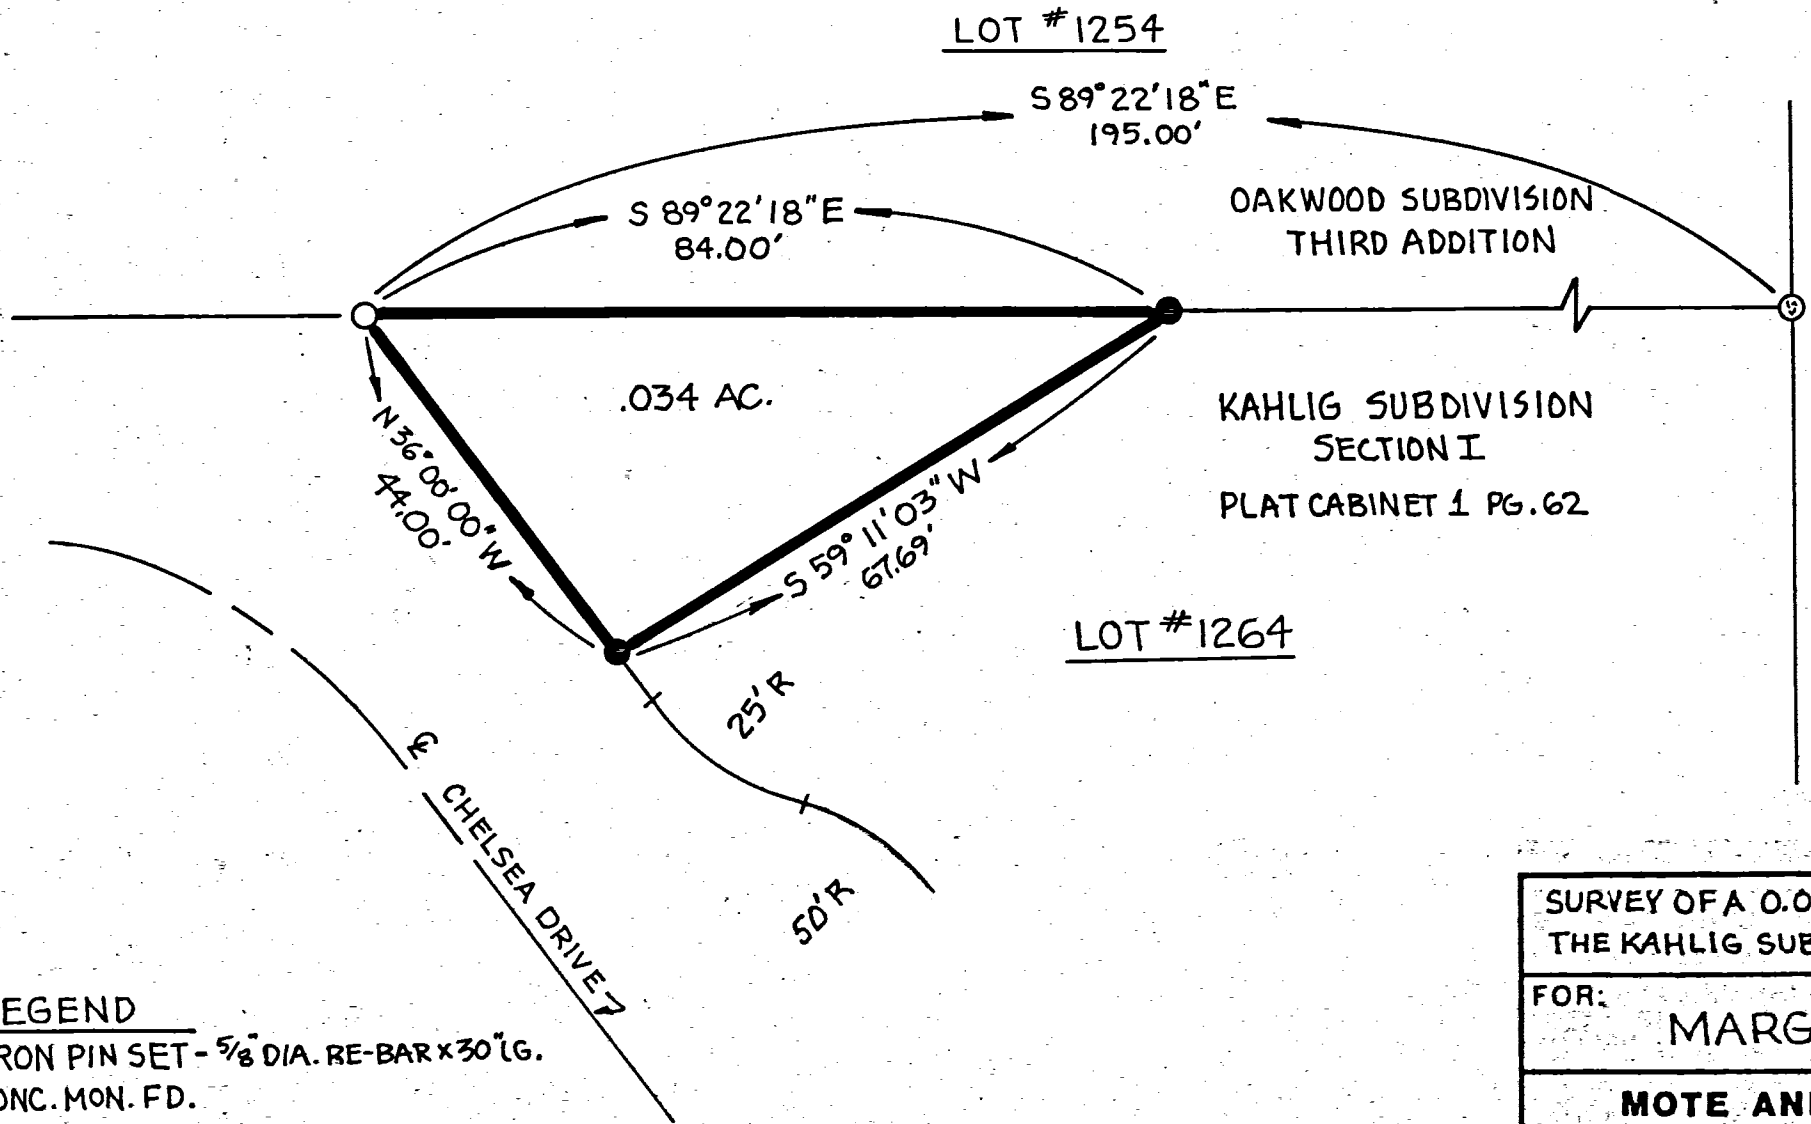 LOT #1254
S 89° 22' 18" E
195.00'
S 89° 22' 18" E
84.00'
OAKWOOD SUBDIVISION
THIRD ADDITION
.034 AC.
KAHLIG SUBDIVISION
SECTION I
PLAT CABINET 1 PG. 62
N 36° 00' 00" W
44.00'
S 59° 11' 03" W
67.69'
LOT #1264
25' R
℄ CHELSEA DRIVE
50' R
EGEND
RON PIN SET - 5/8" DIA. RE-BAR X 30" LG.
ONC. MON. FD.
SURVEY OF A 0.0
THE KAHLIG SUB
FOR:
MARG
MOTE AN